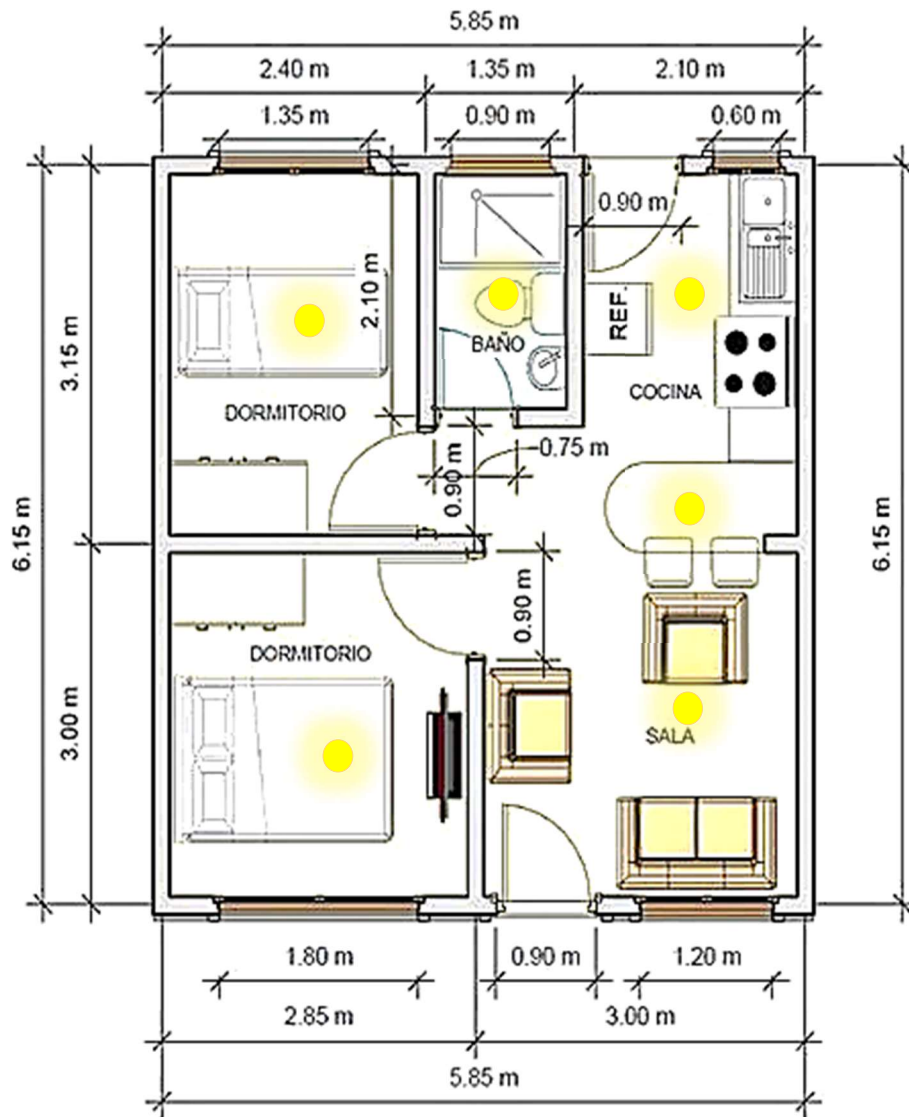 5.85 m
2.40 m
1.35 m
2.10 m
1.35 m
0.90 m
0.60 m
0.90 m
2.10 m
REF.
BAÑO
3.15 m
DORMITORIO
COCINA
0.75 m
0.90 m
6.15 m
6.15 m
0.90 m
DORMITORIO
3.00 m
SALA
1.80 m
0.90 m
1.20 m
2.85 m
3.00 m
5.85 m